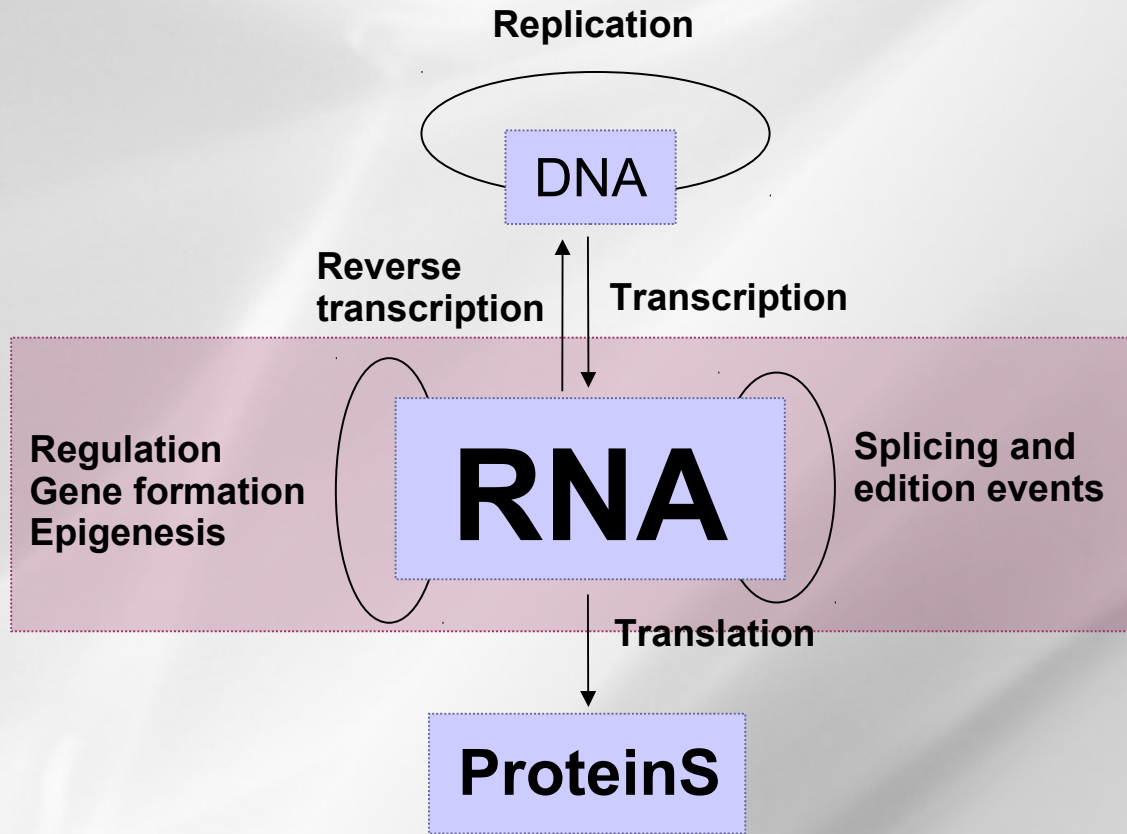 Replication
DNA
Reverse
transcription
Transcription
Regulation
Gene formation
Epigenesis
RNA
Splicing and
edition events
Translation
ProteinS